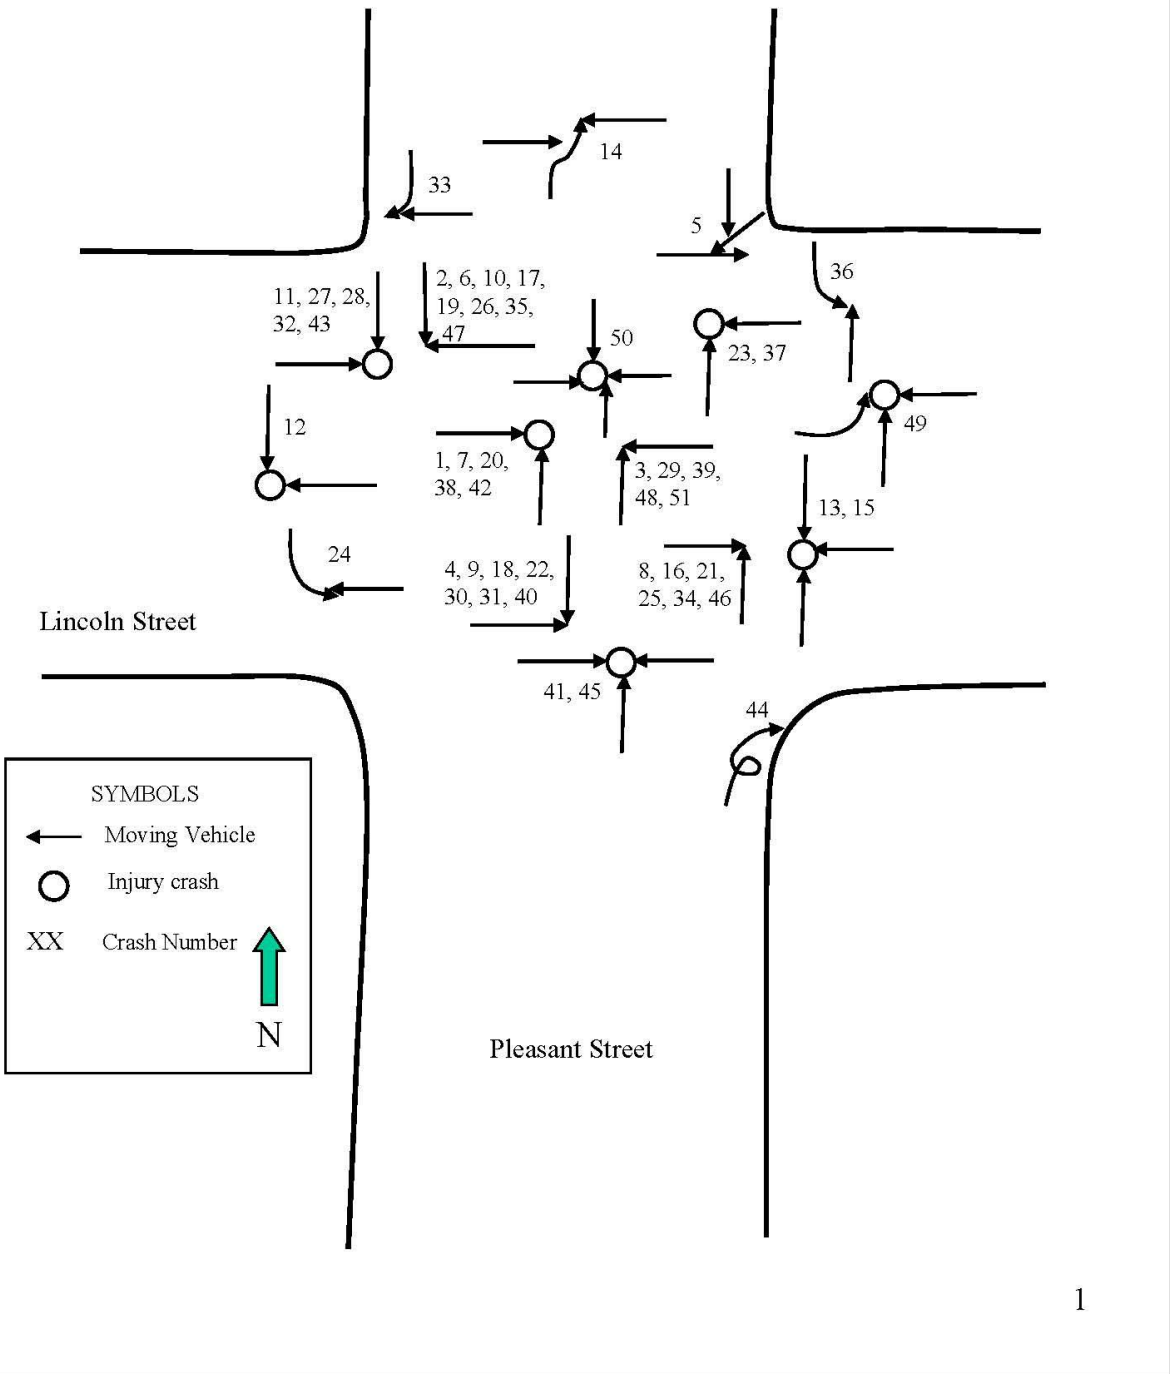 14
33
5
36
2, 6, 10, 17,
19, 26, 35,
47
11, 27, 28,
32, 43
50
23, 37
49
12
1, 7, 20,
38, 42
3, 29, 39,
48, 51
13, 15
24
4, 9, 18, 22,
30, 31, 40
8, 16, 21,
25, 34, 46
Lincoln Street
41, 45
44
SYMBOLS
Moving Vehicle
Injury crash
XX Crash Number
N
Pleasant Street
1